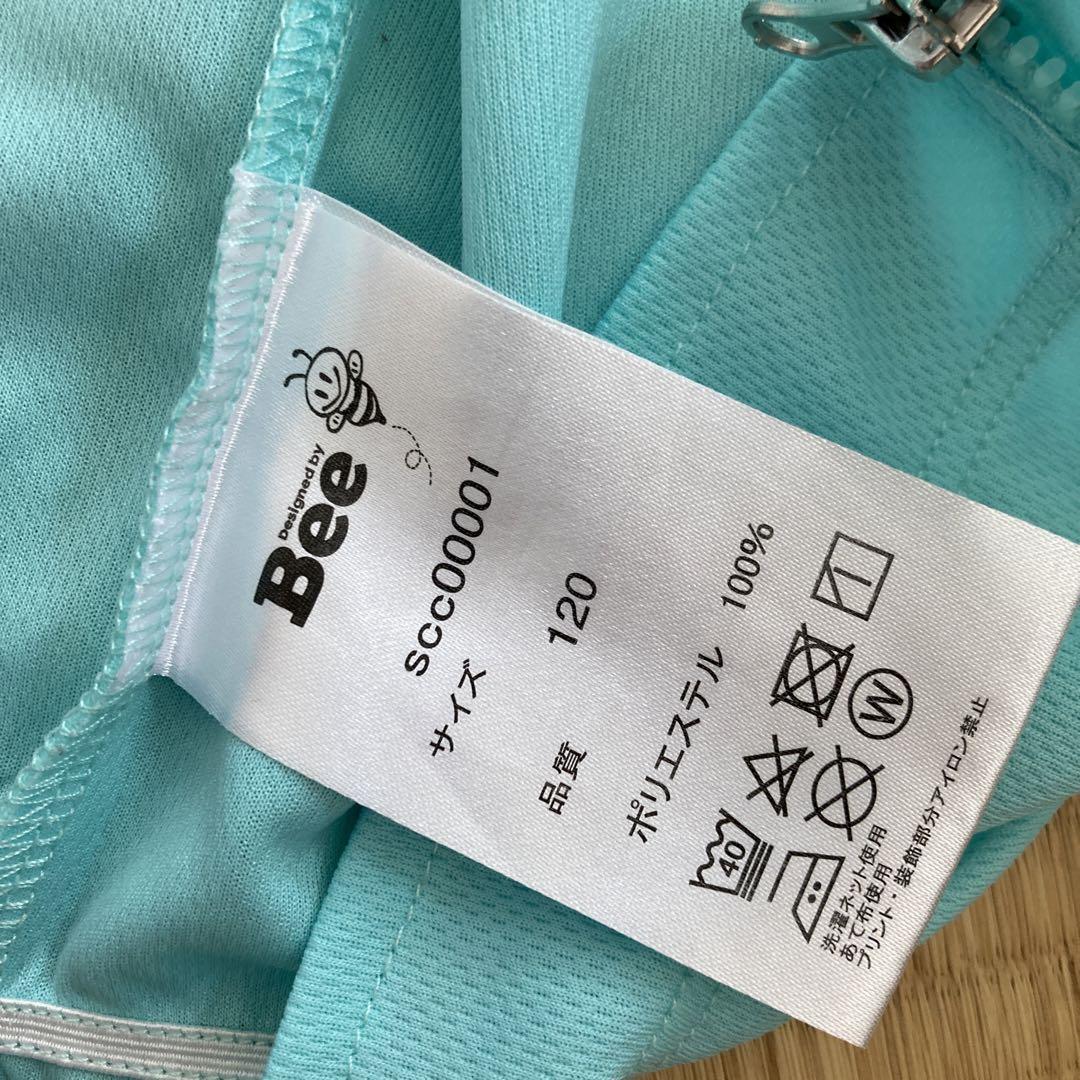 Designed by
Bee
scc00001
サイズ
120
品質
ポリエステル 100%
40
W
洗濯ネット使用
あて布使用
プリント・装飾部分アイロン禁止